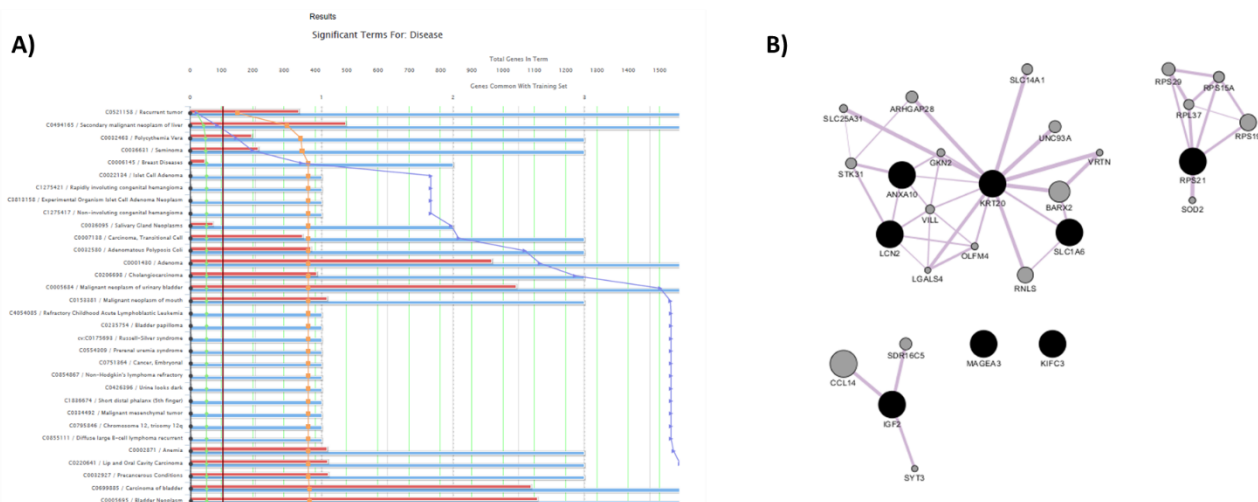 A)
Results
Significant Terms For: Disease
Total Genes In Term
0 100 200 300 400 500 600 700 800 900 1000 1100 1200 1300 1400 1500
Genes Common With Training Set
0 1 2 3
C0521158 / Recurrent tumor
C0494165 / Secondary malignant neoplasm of liver
C0032463 / Polycythemia Vera
C0036631 / Seminoma
C0006145 / Breast Diseases
C0022134 / Islet Cell Adenoma
C1275421 / Rapidly involuting congenital hemangioma
/ Experimental Organism Islet Cell Adenoma Neoplasm
C1275417 / Non-involuting congenital hemangioma
C0036095 / Salivary Gland Neoplasms
C0007138 / Carcinoma, Transitional Cell
C0032580 / Adenomatous Polyposis Coli
C0001430 / Adenoma
C0206698 / Cholangiocarcinoma
C0005684 / Malignant neoplasm of urinary bladder
C0153381 / Malignant neoplasm of mouth
/ Refractory Childhood Acute Lymphoblastic Leukemia
C0235754 / Bladder papilloma
/ Russell-Silver syndrome
/ Prerenal uremia syndrome
C0751364 / Cancer, Embryonal
/ Non-Hodgkin's lymphoma refractory
C0426396 / Urine looks dark
/ Short distal phalanx (5th finger)
/ Malignant mesenchymal tumor
/ Chromosome 12, trisomy 12q
C0855111 / Diffuse large B-cell lymphoma recurrent
C0002871 / Anemia
C0220641 / Lip and Oral Cavity Carcinoma
C0032927 / Precancerous Conditions
C0699885 / Carcinoma of bladder
C0005695 / Bladder Neoplasm
B)
SLC14A1
ARHGAP28
SLC25A31
UNC93A
GKN2
VRTN
STK31
ANXA10
KRT20
BARX2
VILL
LCN2
SLC1A6
OLFM4
LGALS4
RNLS
RPS29
RPS15A
RPL37
RPS19
RPS21
SOD2
SDR16C5
MAGEA3
KIFC3
CCL14
IGF2
SYT3